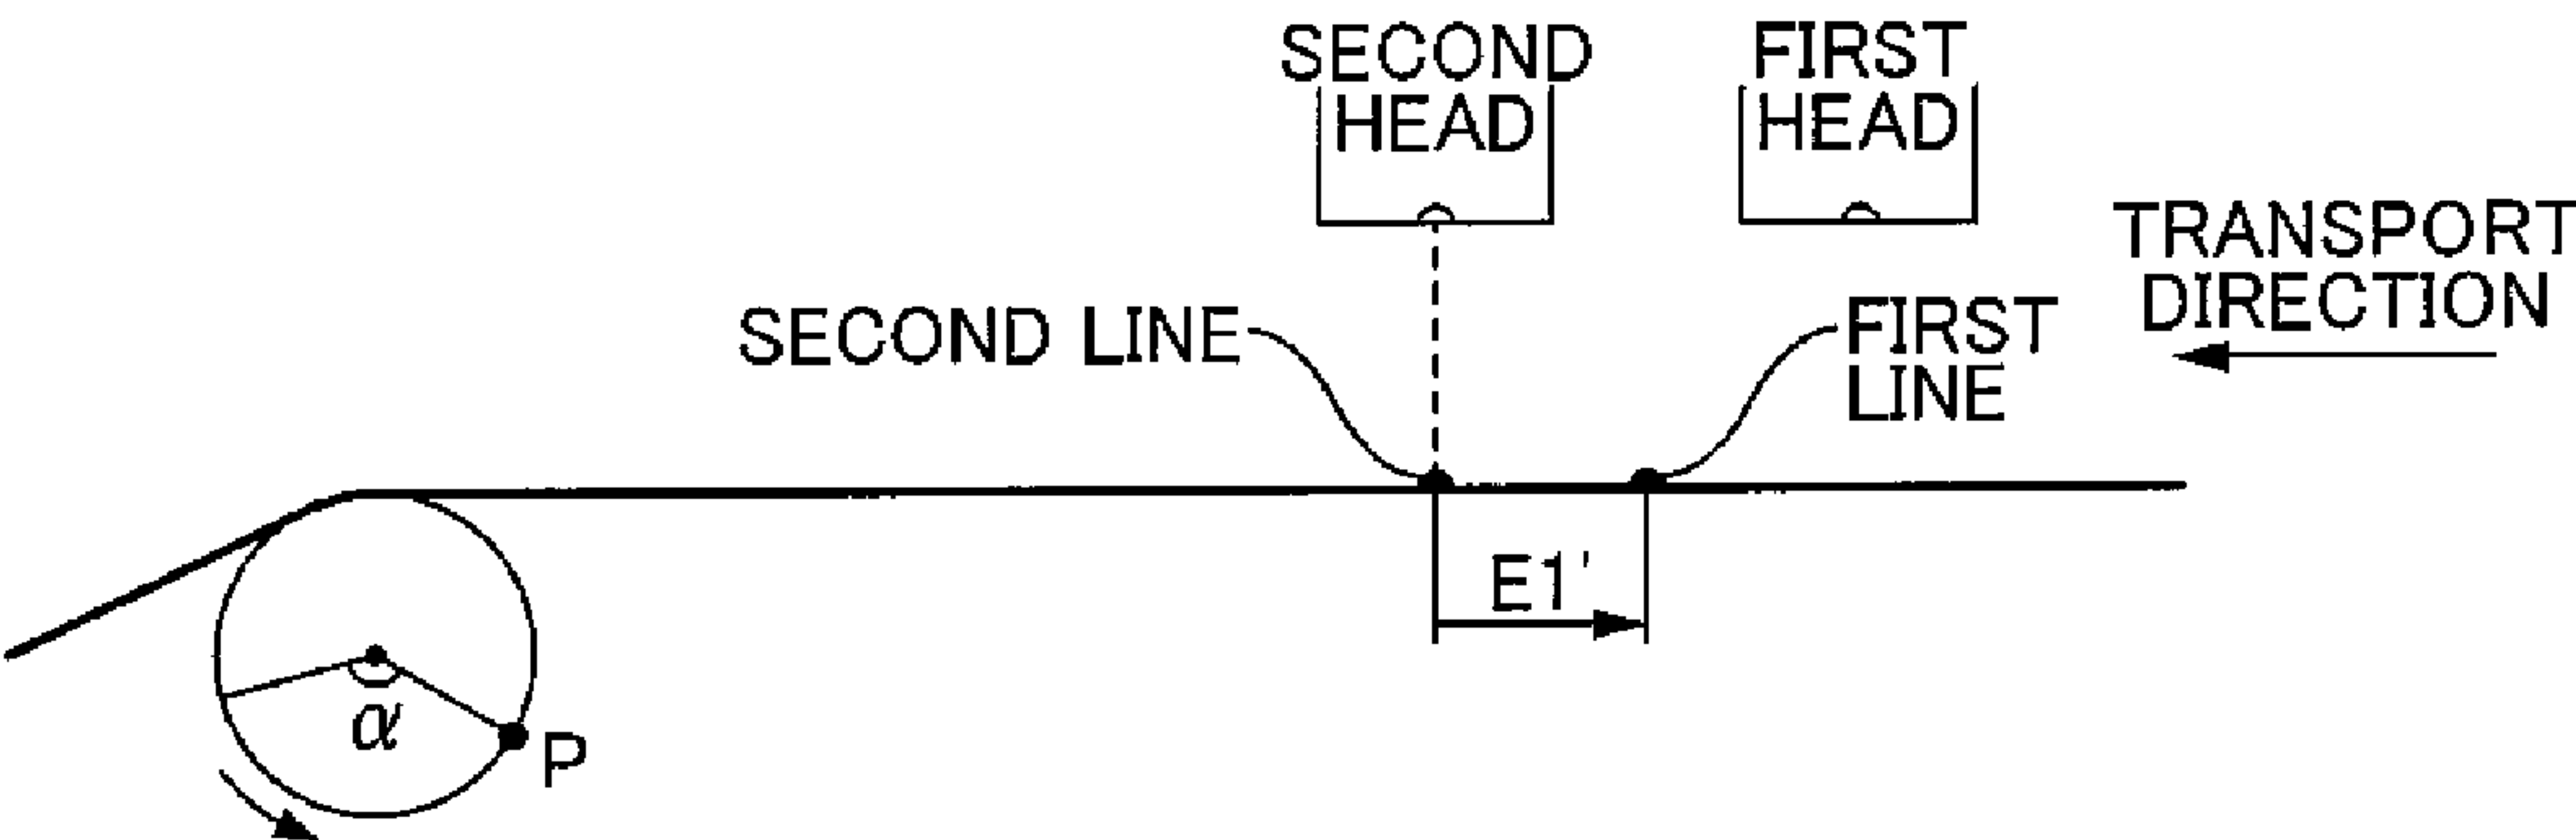 SECOND
HEAD
FIRST
HEAD
TRANSPORT
DIRECTION
SECOND LINE
FIRST
LINE
E1'
α
P